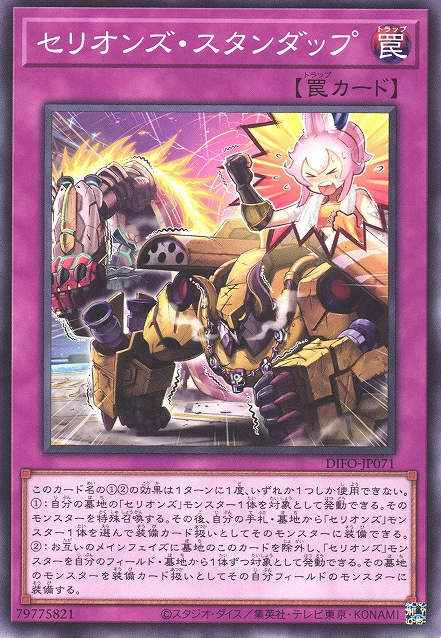 セリオンズ・スタンダップ
トラップ
罠
トラップ
【罠カード】
DIFO-JP071
このカード名の①②の効果は１ターンに１度、いずれか１つしか使用できない。
①：自分の墓地の「セリオンズ」モンスター１体を対象として発動できる。その
モンスターを特殊召喚する。その後、自分の手札・墓地から「セリオンズ」モンス
ター１体を選んで装備カード扱いとしてそのモンスターに装備できる。
②：お互いのメインフェイズに墓地のこのカードを除外し、「セリオンズ」モンスタ
ーを自分のフィールド・墓地から１体ずつ対象として発動できる。その墓地
のモンスターを装備カード扱いとしてその自分フィールドのモンスターに
装備する。
79775821
©スタジオ・ダイス／集英社・テレビ東京・KONAMI